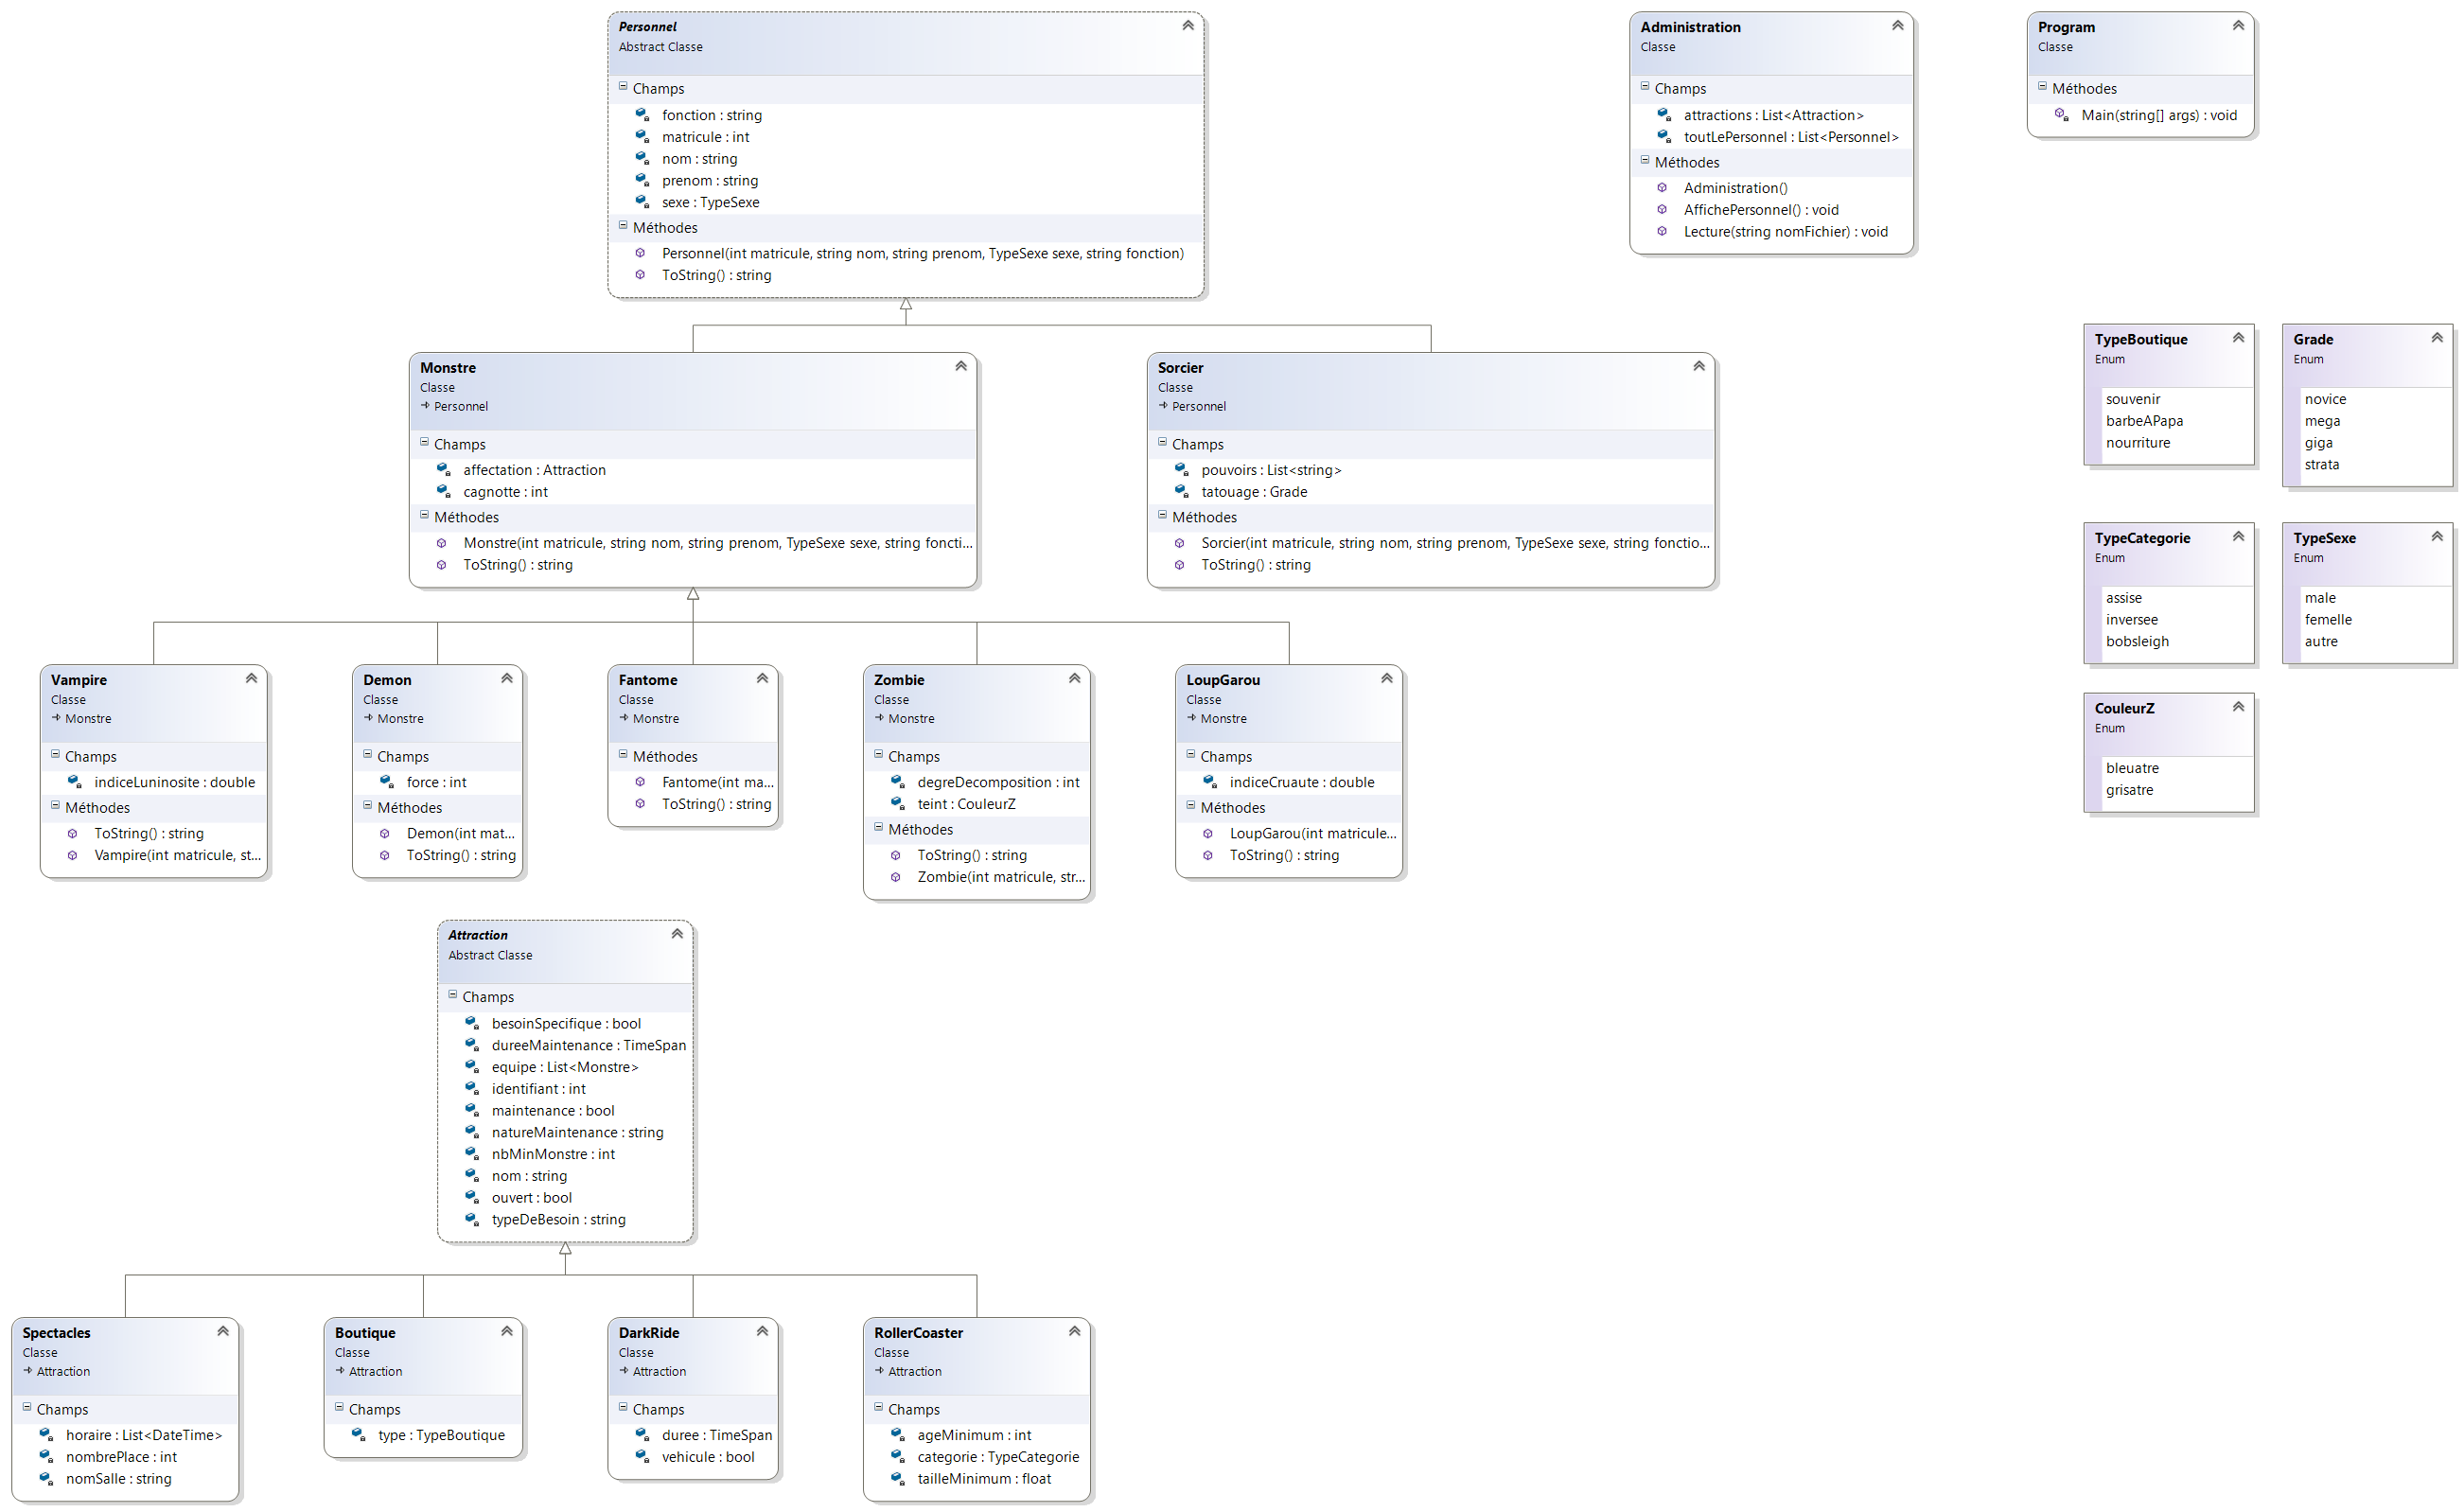 Personnel
Abstract Classe
Champs
fonction : string
matricule : int
nom : string
prenom : string
sexe : TypeSexe
Méthodes
Personnel(int matricule, string nom, string prenom, TypeSexe sexe, string fonction)
ToString() : string
Administration
Classe
Champs
attractions : List<Attraction>
toutLePersonnel : List<Personnel>
Méthodes
Administration()
AffichePersonnel() : void
Lecture(string nomFichier) : void
Program
Classe
Méthodes
Main(string[] args) : void
Monstre
Classe
Personnel
Champs
affectation : Attraction
cagnotte : int
Méthodes
Monstre(int matricule, string nom, string prenom, TypeSexe sexe, string foncti...
ToString() : string
Sorcier
Classe
Personnel
Champs
pouvoirs : List<string>
tatouage : Grade
Méthodes
Sorcier(int matricule, string nom, string prenom, TypeSexe sexe, string fonctio...
ToString() : string
TypeBoutique
Enum
souvenir
barbeAPapa
nourriture
Grade
Enum
novice
mega
giga
strata
TypeCategorie
Enum
assise
inversee
bobsleigh
TypeSexe
Enum
male
femelle
autre
CouleurZ
Enum
bleuatre
grisatre
Vampire
Classe
Monstre
Champs
indiceLuninosite : double
Méthodes
ToString() : string
Vampire(int matricule, st...
Demon
Classe
Monstre
Champs
force : int
Méthodes
Demon(int mat...
ToString() : string
Fantome
Classe
Monstre
Méthodes
Fantome(int ma...
ToString() : string
Zombie
Classe
Monstre
Champs
degreDecomposition : int
teint : CouleurZ
Méthodes
ToString() : string
Zombie(int matricule, str...
LoupGarou
Classe
Monstre
Champs
indiceCruaute : double
Méthodes
LoupGarou(int matricule...
ToString() : string
Attraction
Abstract Classe
Champs
besoinSpecifique : bool
dureeMaintenance : TimeSpan
equipe : List<Monstre>
identifiant : int
maintenance : bool
natureMaintenance : string
nbMinMonstre : int
nom : string
ouvert : bool
typeDeBesoin : string
Spectacles
Classe
Attraction
Champs
horaire : List<DateTime>
nombrePlace : int
nomSalle : string
Boutique
Classe
Attraction
Champs
type : TypeBoutique
DarkRide
Classe
Attraction
Champs
duree : TimeSpan
vehicule : bool
RollerCoaster
Classe
Attraction
Champs
ageMinimum : int
categorie : TypeCategorie
tailleMinimum : float